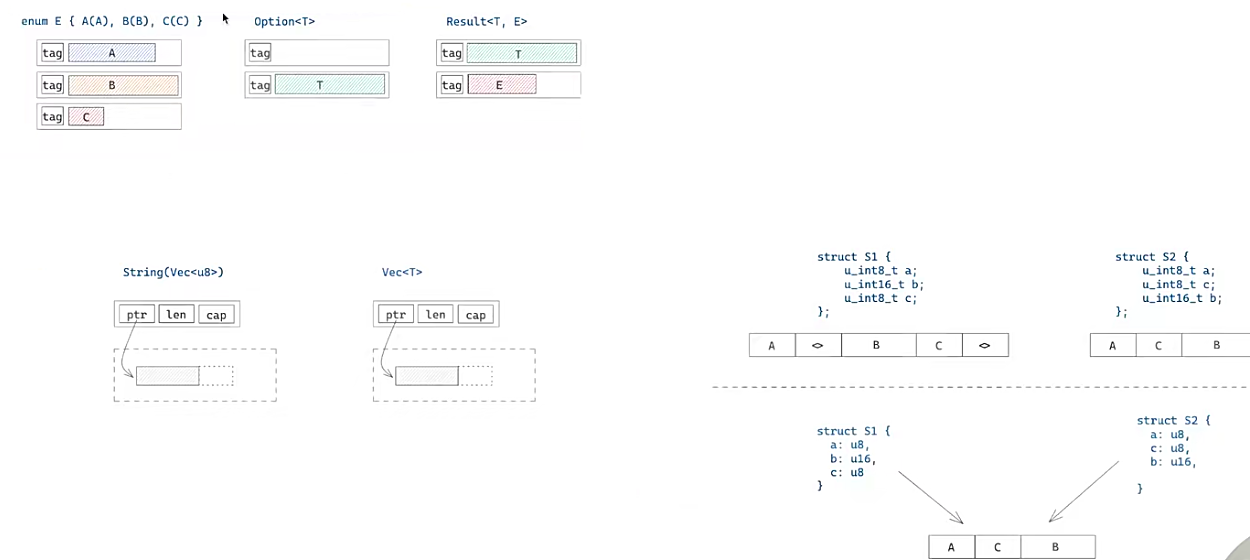 enum E { A(A), B(B), C(C) }
tag A
tag B
tag C
Option<T>
tag
tag T
Result<T, E>
tag T
tag E
String(Vec<u8>)
ptr len cap
Vec<T>
ptr len cap
struct S1 {
u_int8_t a;
u_int16_t b;
u_int8_t c;
};
A <> B C <>
struct S2 {
u_int8_t a;
u_int8_t c;
u_int16_t b;
};
A C B
struct S1 {
a: u8,
b: u16,
c: u8
}
struct S2 {
a: u8,
c: u8,
b: u16,
}
A C B